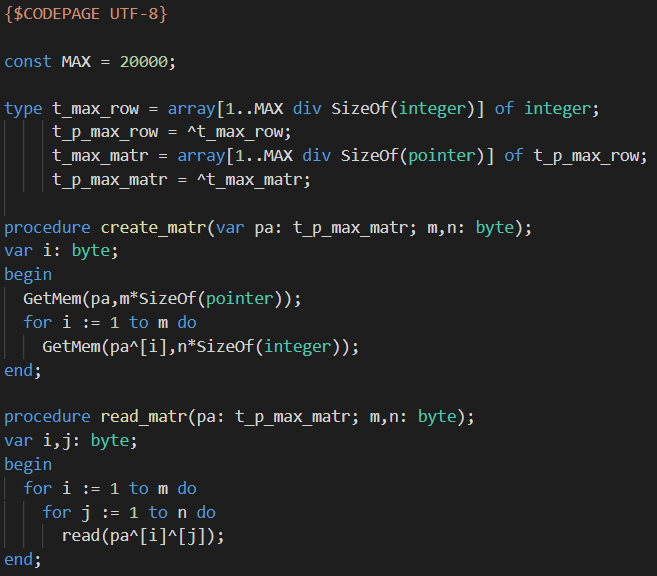 {$CODEPAGE UTF-8}
const MAX = 20000;
type t_max_row = array[1..MAX div SizeOf(integer)] of integer;
t_p_max_row = ^t_max_row;
t_max_matr = array[1..MAX div SizeOf(pointer)] of t_p_max_row;
t_p_max_matr = ^t_max_matr;
procedure create_matr(var pa: t_p_max_matr; m,n: byte);
var i: byte;
begin
GetMem(pa,m*SizeOf(pointer));
for i := 1 to m do
GetMem(pa^[i],n*SizeOf(integer));
end;
procedure read_matr(pa: t_p_max_matr; m,n: byte);
var i,j: byte;
begin
for i := 1 to m do
for j := 1 to n do
read(pa^[i]^[j]);
end;